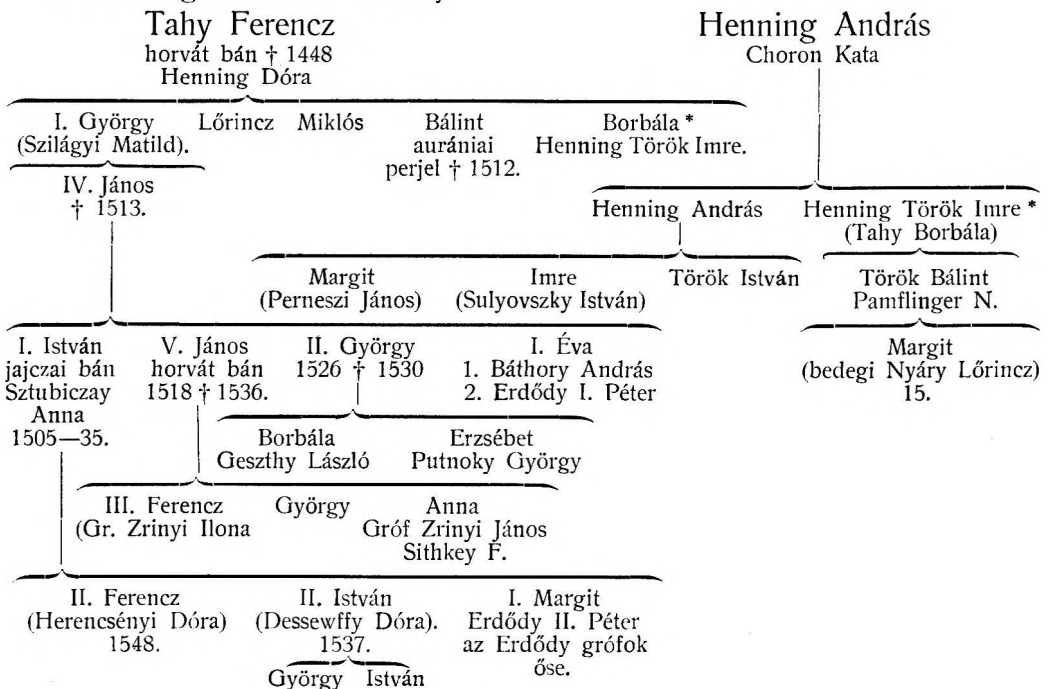 Tahy Ferencz
horvát bán † 1448
Henning Dóra
Henning András
Choron Kata
I. György
(Szilágyi Matild).
Lőrincz
Miklós
Bálint
aurániai
perjel † 1512.
Borbála *
Henning Török Imre.
IV. János
† 1513.
Henning András
Henning Török Imre *
(Tahy Borbála)
Margit
(Perneszi János)
Imre
(Sulyovszky István)
Török István
Török Bálint
Pamflinger N.
I. István
jajczai bán
Sztubiczay
Anna
1505—35.
V. János
horvát bán
1518 † 1536.
II. György
1526 † 1530
I. Éva
1. Báthory András
2. Erdődy I. Péter
Margit
(bedegi Nyáry Lőrincz)
15.
Borbála
Geszthy László
Erzsébet
Putnoky György
III. Ferencz
(Gr. Zrinyi Ilona
György
Anna
Gróf Zrinyi János
Sithkey F.
II. Ferencz
(Herencsényi Dóra)
1548.
II. István
(Dessewffy Dóra).
1537.
I. Margit
Erdődy II. Péter
az Erdődy grófok
őse.
György István